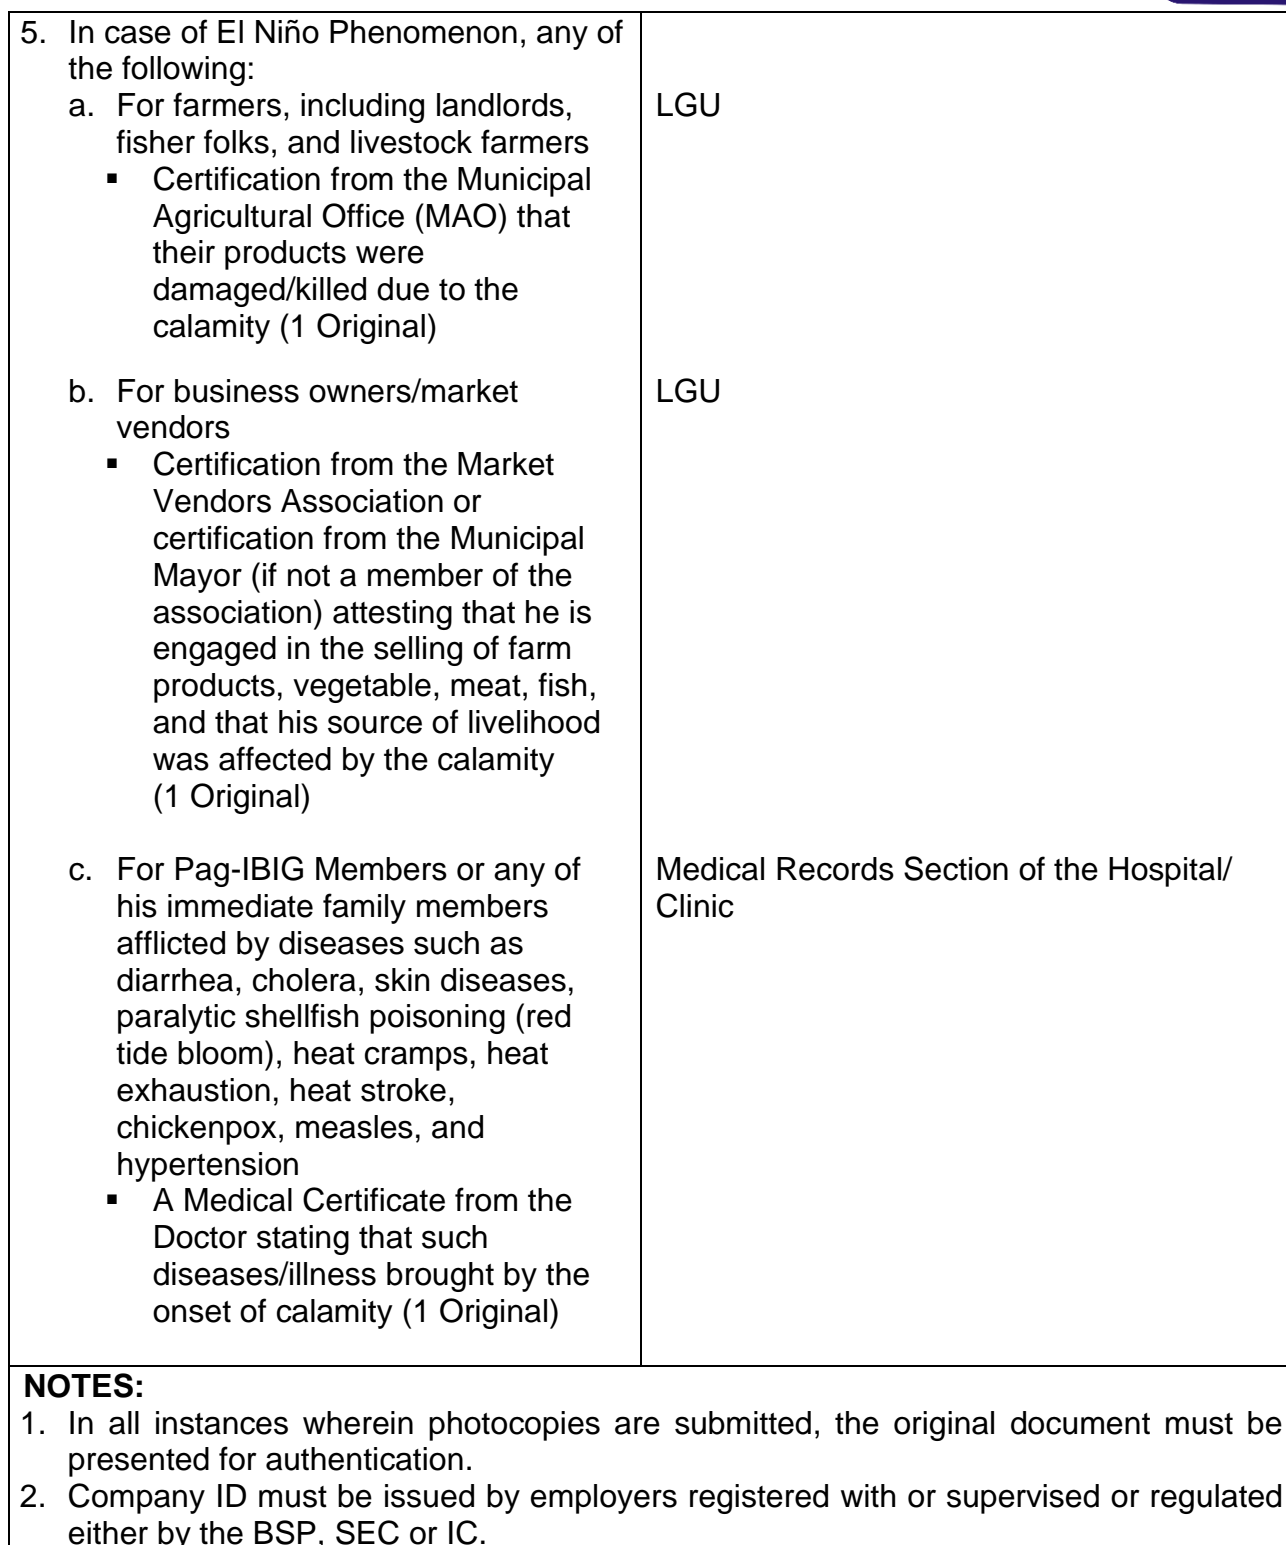 5. In case of El Niño Phenomenon, any of
the following:
a. For farmers, including landlords,
fisher folks, and livestock farmers
LGU
▪ Certification from the Municipal
Agricultural Office (MAO) that
their products were
damaged/killed due to the
calamity (1 Original)
b. For business owners/market
vendors
LGU
▪ Certification from the Market
Vendors Association or
certification from the Municipal
Mayor (if not a member of the
association) attesting that he is
engaged in the selling of farm
products, vegetable, meat, fish,
and that his source of livelihood
was affected by the calamity
(1 Original)
c. For Pag-IBIG Members or any of
his immediate family members
afflicted by diseases such as
diarrhea, cholera, skin diseases,
paralytic shellfish poisoning (red
tide bloom), heat cramps, heat
exhaustion, heat stroke,
chickenpox, measles, and
hypertension
Medical Records Section of the Hospital/
Clinic
▪ A Medical Certificate from the
Doctor stating that such
diseases/illness brought by the
onset of calamity (1 Original)
NOTES:
1. In all instances wherein photocopies are submitted, the original document must be
presented for authentication.
2. Company ID must be issued by employers registered with or supervised or regulated
either by the BSP, SEC or IC.